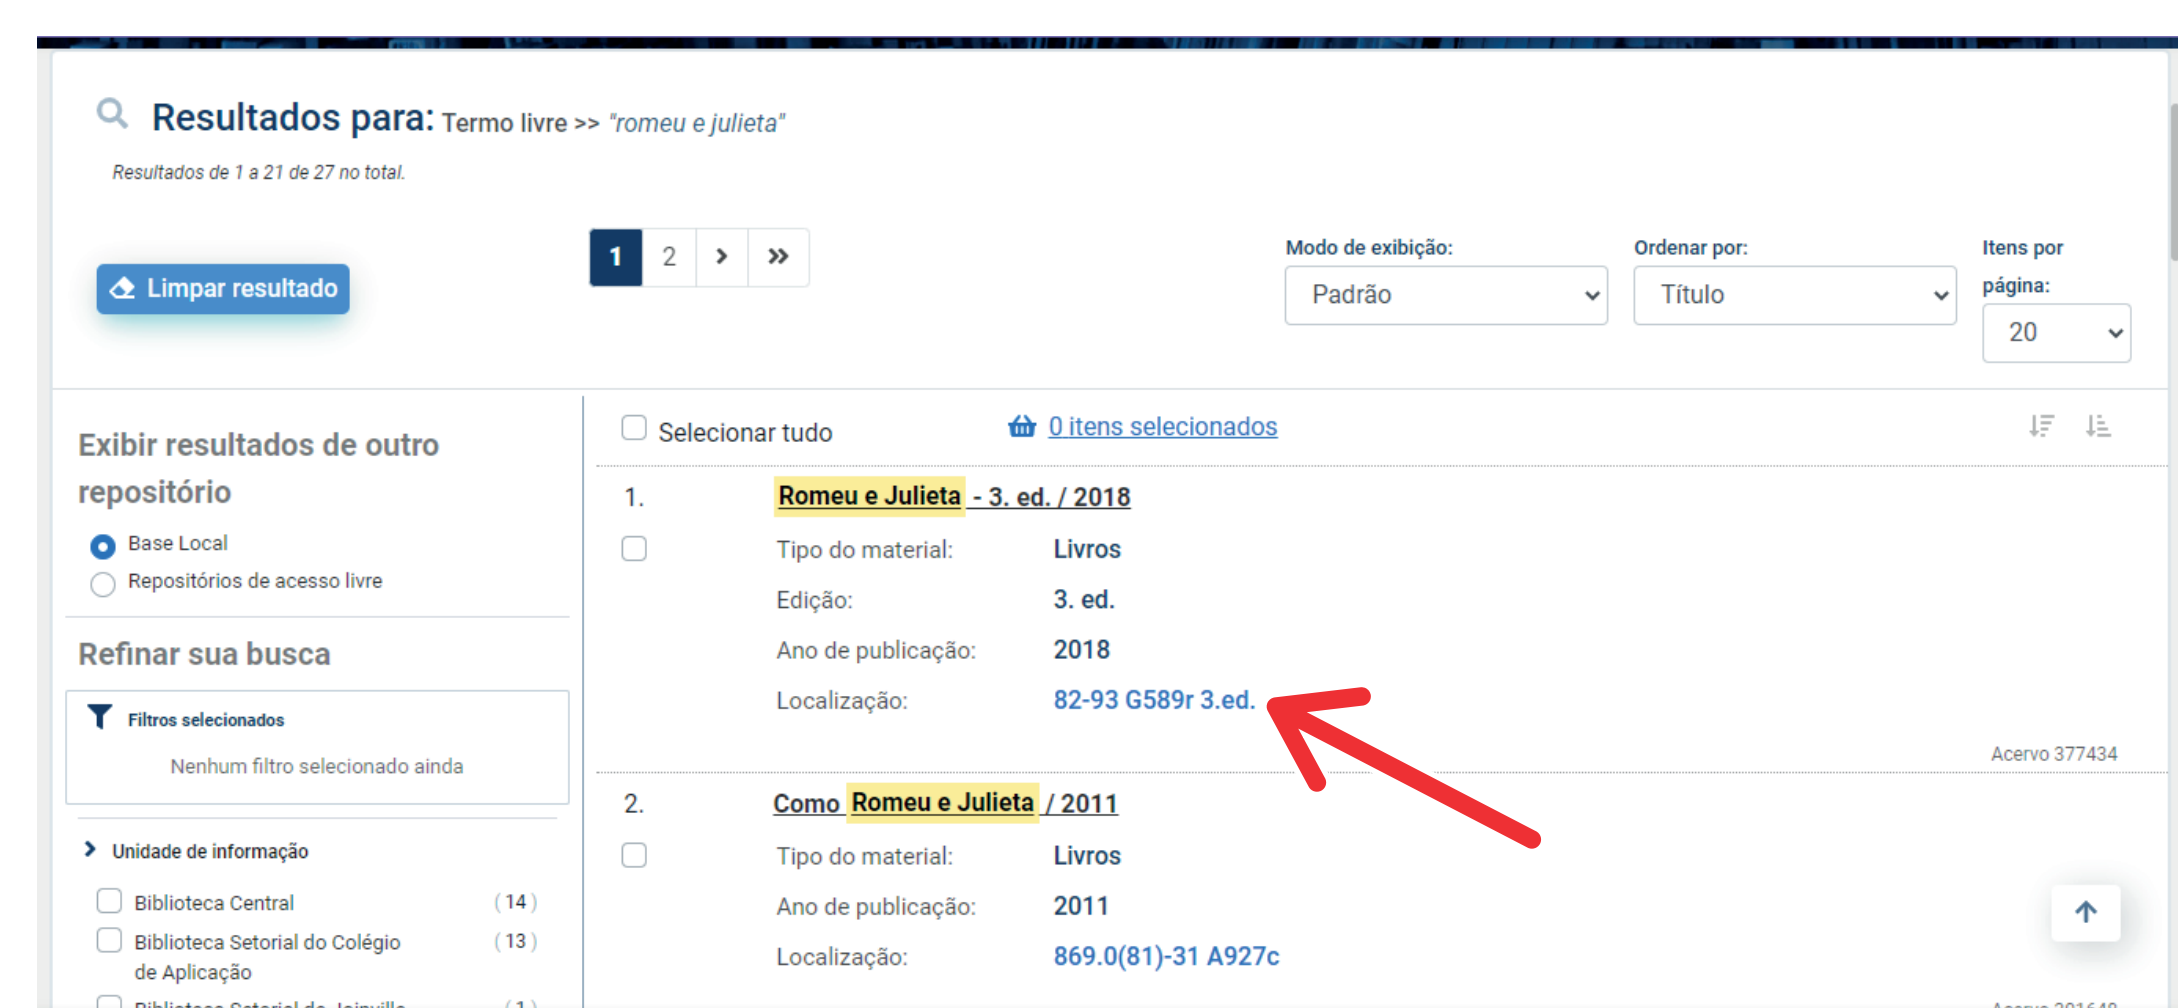 Resultados para: Termo livre >> "romeu e julieta"
Resultados de 1 a 21 de 27 no total.
Limpar resultado
1 2 › »
Modo de exibição:
Padrão
Ordenar por:
Título
Itens por
página:
20
Exibir resultados de outro
repositório
Base Local
Repositórios de acesso livre
Refinar sua busca
Filtros selecionados
Nenhum filtro selecionado ainda
Unidade de informação
Biblioteca Central (14)
Biblioteca Setorial do Colégio (13)
de Aplicação
Biblioteca Setorial de Joinville (1)
Selecionar tudo
0 itens selecionados
1. Romeu e Julieta - 3. ed. / 2018
Tipo do material: Livros
Edição: 3. ed.
Ano de publicação: 2018
Localização: 82-93 G589r 3.ed.
Acervo 377434
2. Como Romeu e Julieta / 2011
Tipo do material: Livros
Ano de publicação: 2011
Localização: 869.0(81)-31 A927c